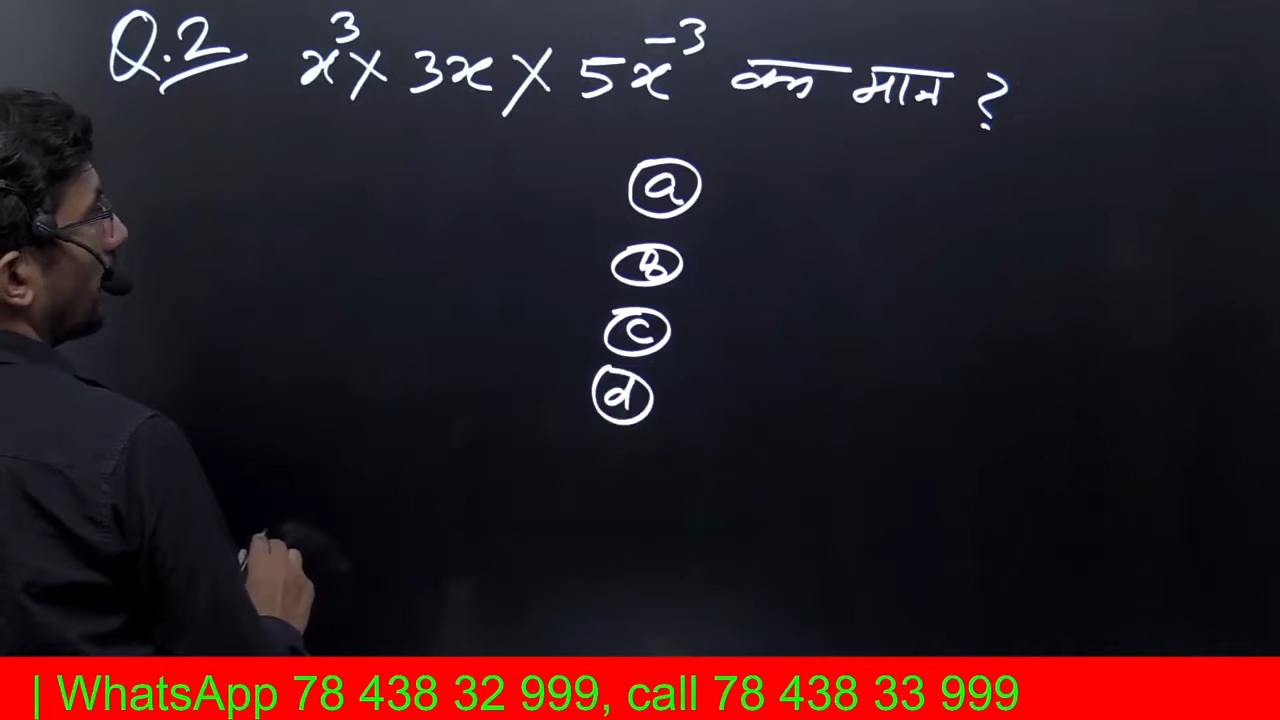 Q.2 x³ × 3x × 5x⁻³ का मान ?
a
b
c
d
| WhatsApp 78 438 32 999, call 78 438 33 999